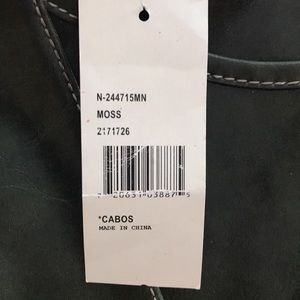 N-244715MN
MOSS
2171726
*CABOS
MADE IN CHINA